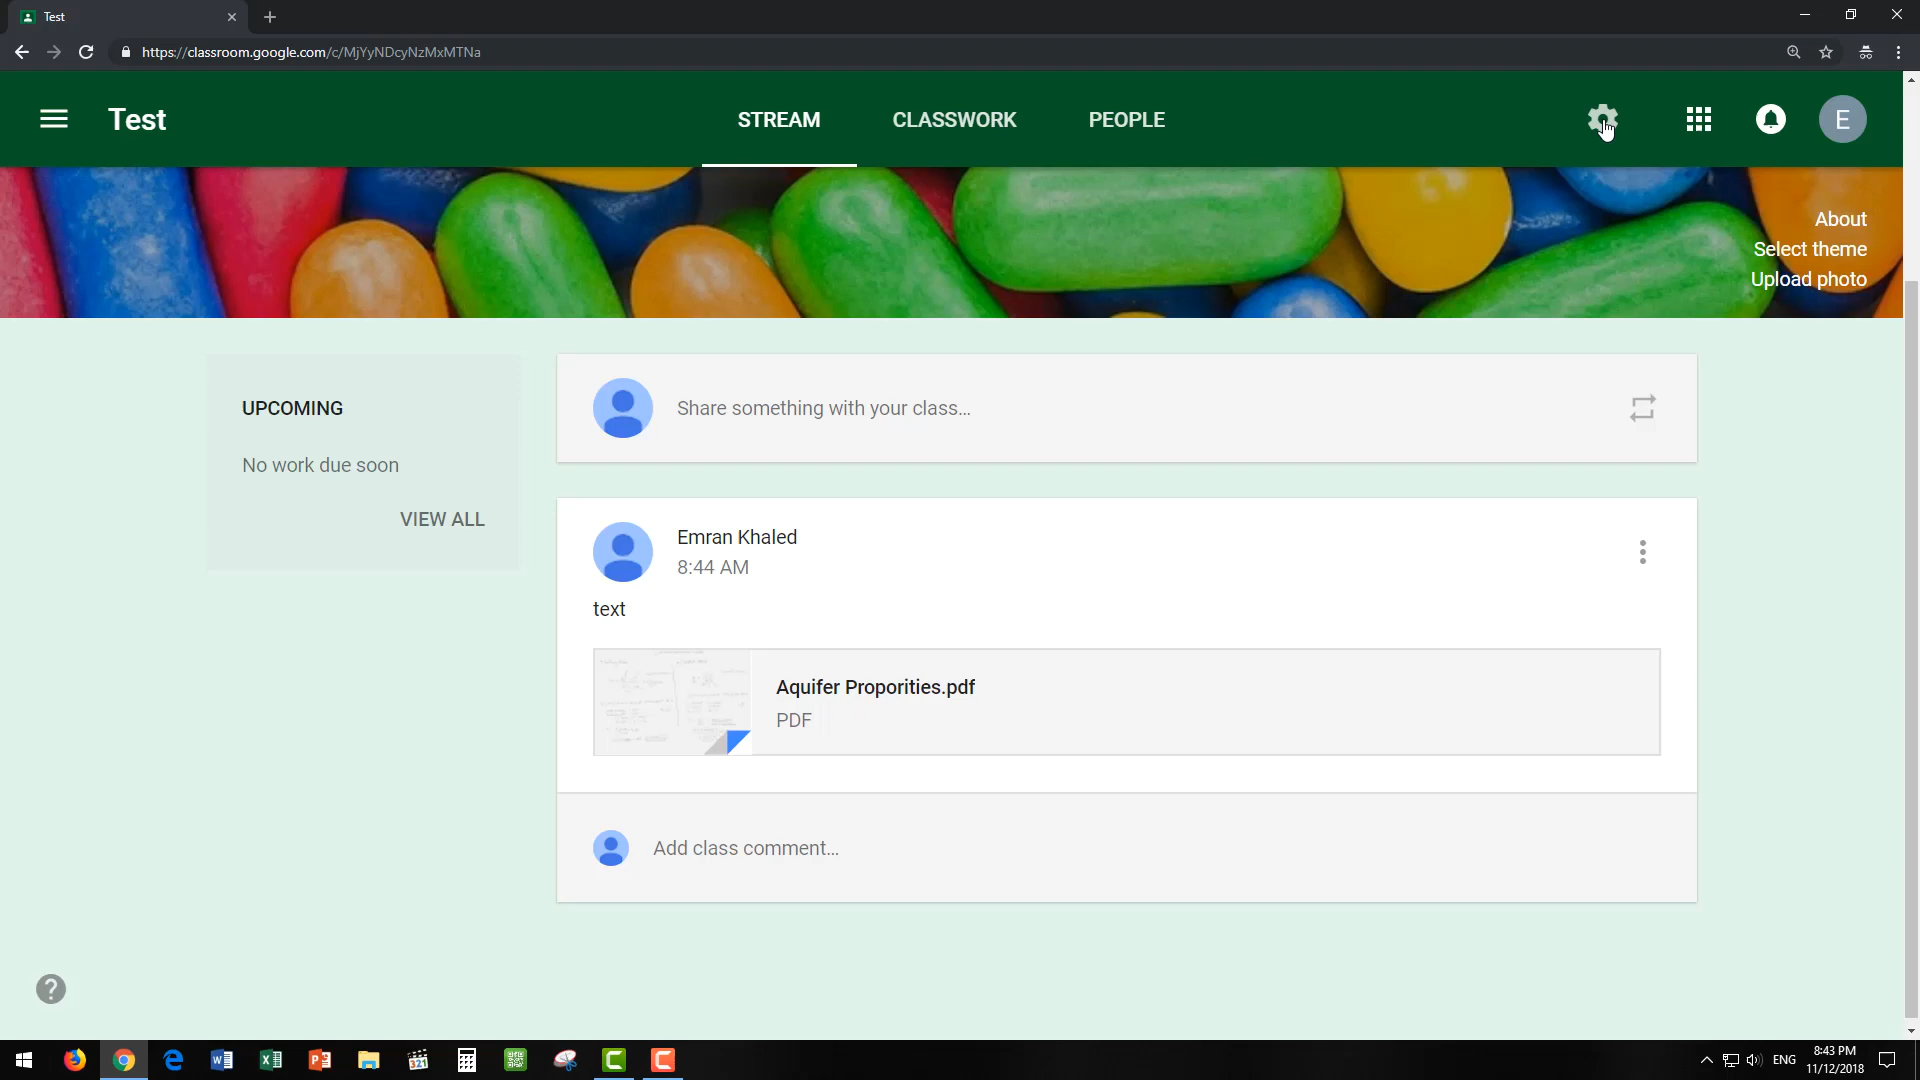 Test
https://classroom.google.com/c/MjYyNDcyNzMxMTNa
Test
STREAM
CLASSWORK
PEOPLE
E
About
Select theme
Upload photo
UPCOMING
No work due soon
VIEW ALL
Share something with your class...
Emran Khaled
8:44 AM
text
Aquifer Proporities.pdf
PDF
Add class comment...
ENG
8:43 PM
11/12/2018